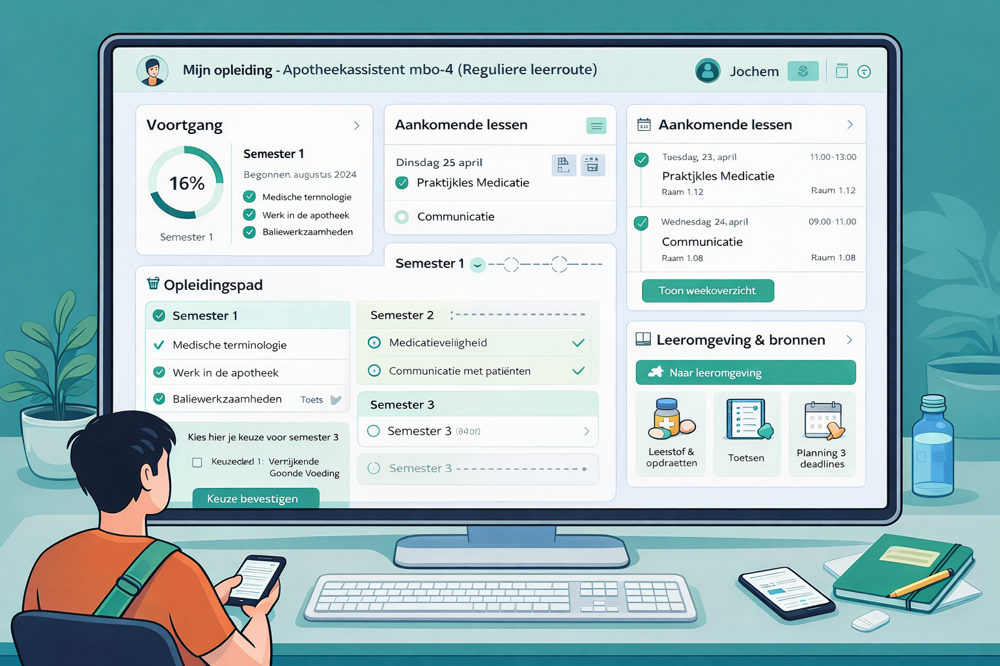 Mijn opleiding - Apotheekassistent mbo-4 (Reguliere leerroute)
Jochem
Voortgang
16%
Semester 1
Semester 1
Begonnen. augustus 2024
Medische ternnologie
Werk in de apotheek
Baliewerkzaamheden
Aankomende lessen
Dinsdag 25 april
Praktijkles Medicatie
Communicatie
Aankomende lessen
Tuesdag, 23, april
11:00-13:00
Praktjkles Medicatie
Raam 1.12
Raum 1.12
Wednesdag 24, april
09.00-11:00
Communicatie
Raam 1.08
Raum 1.08
Toon weekoverzicht
Semester 1
Opleidingspad
Semester 1
Medische terminologie
Werk in de apotheek
Baliewerkzaamheden
Toets
Semester 2
Medicatieveiligheid
Communicatie met patiënten
Semester 3
Semester 3
Semester 3
Kies hier je keuze voor semester 3
1:
Goonde Voeding
Keuze bevestigen
Leeromgeving & bronnen
Naar leeromgeving
Leestof &
opdraetten
Toetsen
Planning 3
deadlines